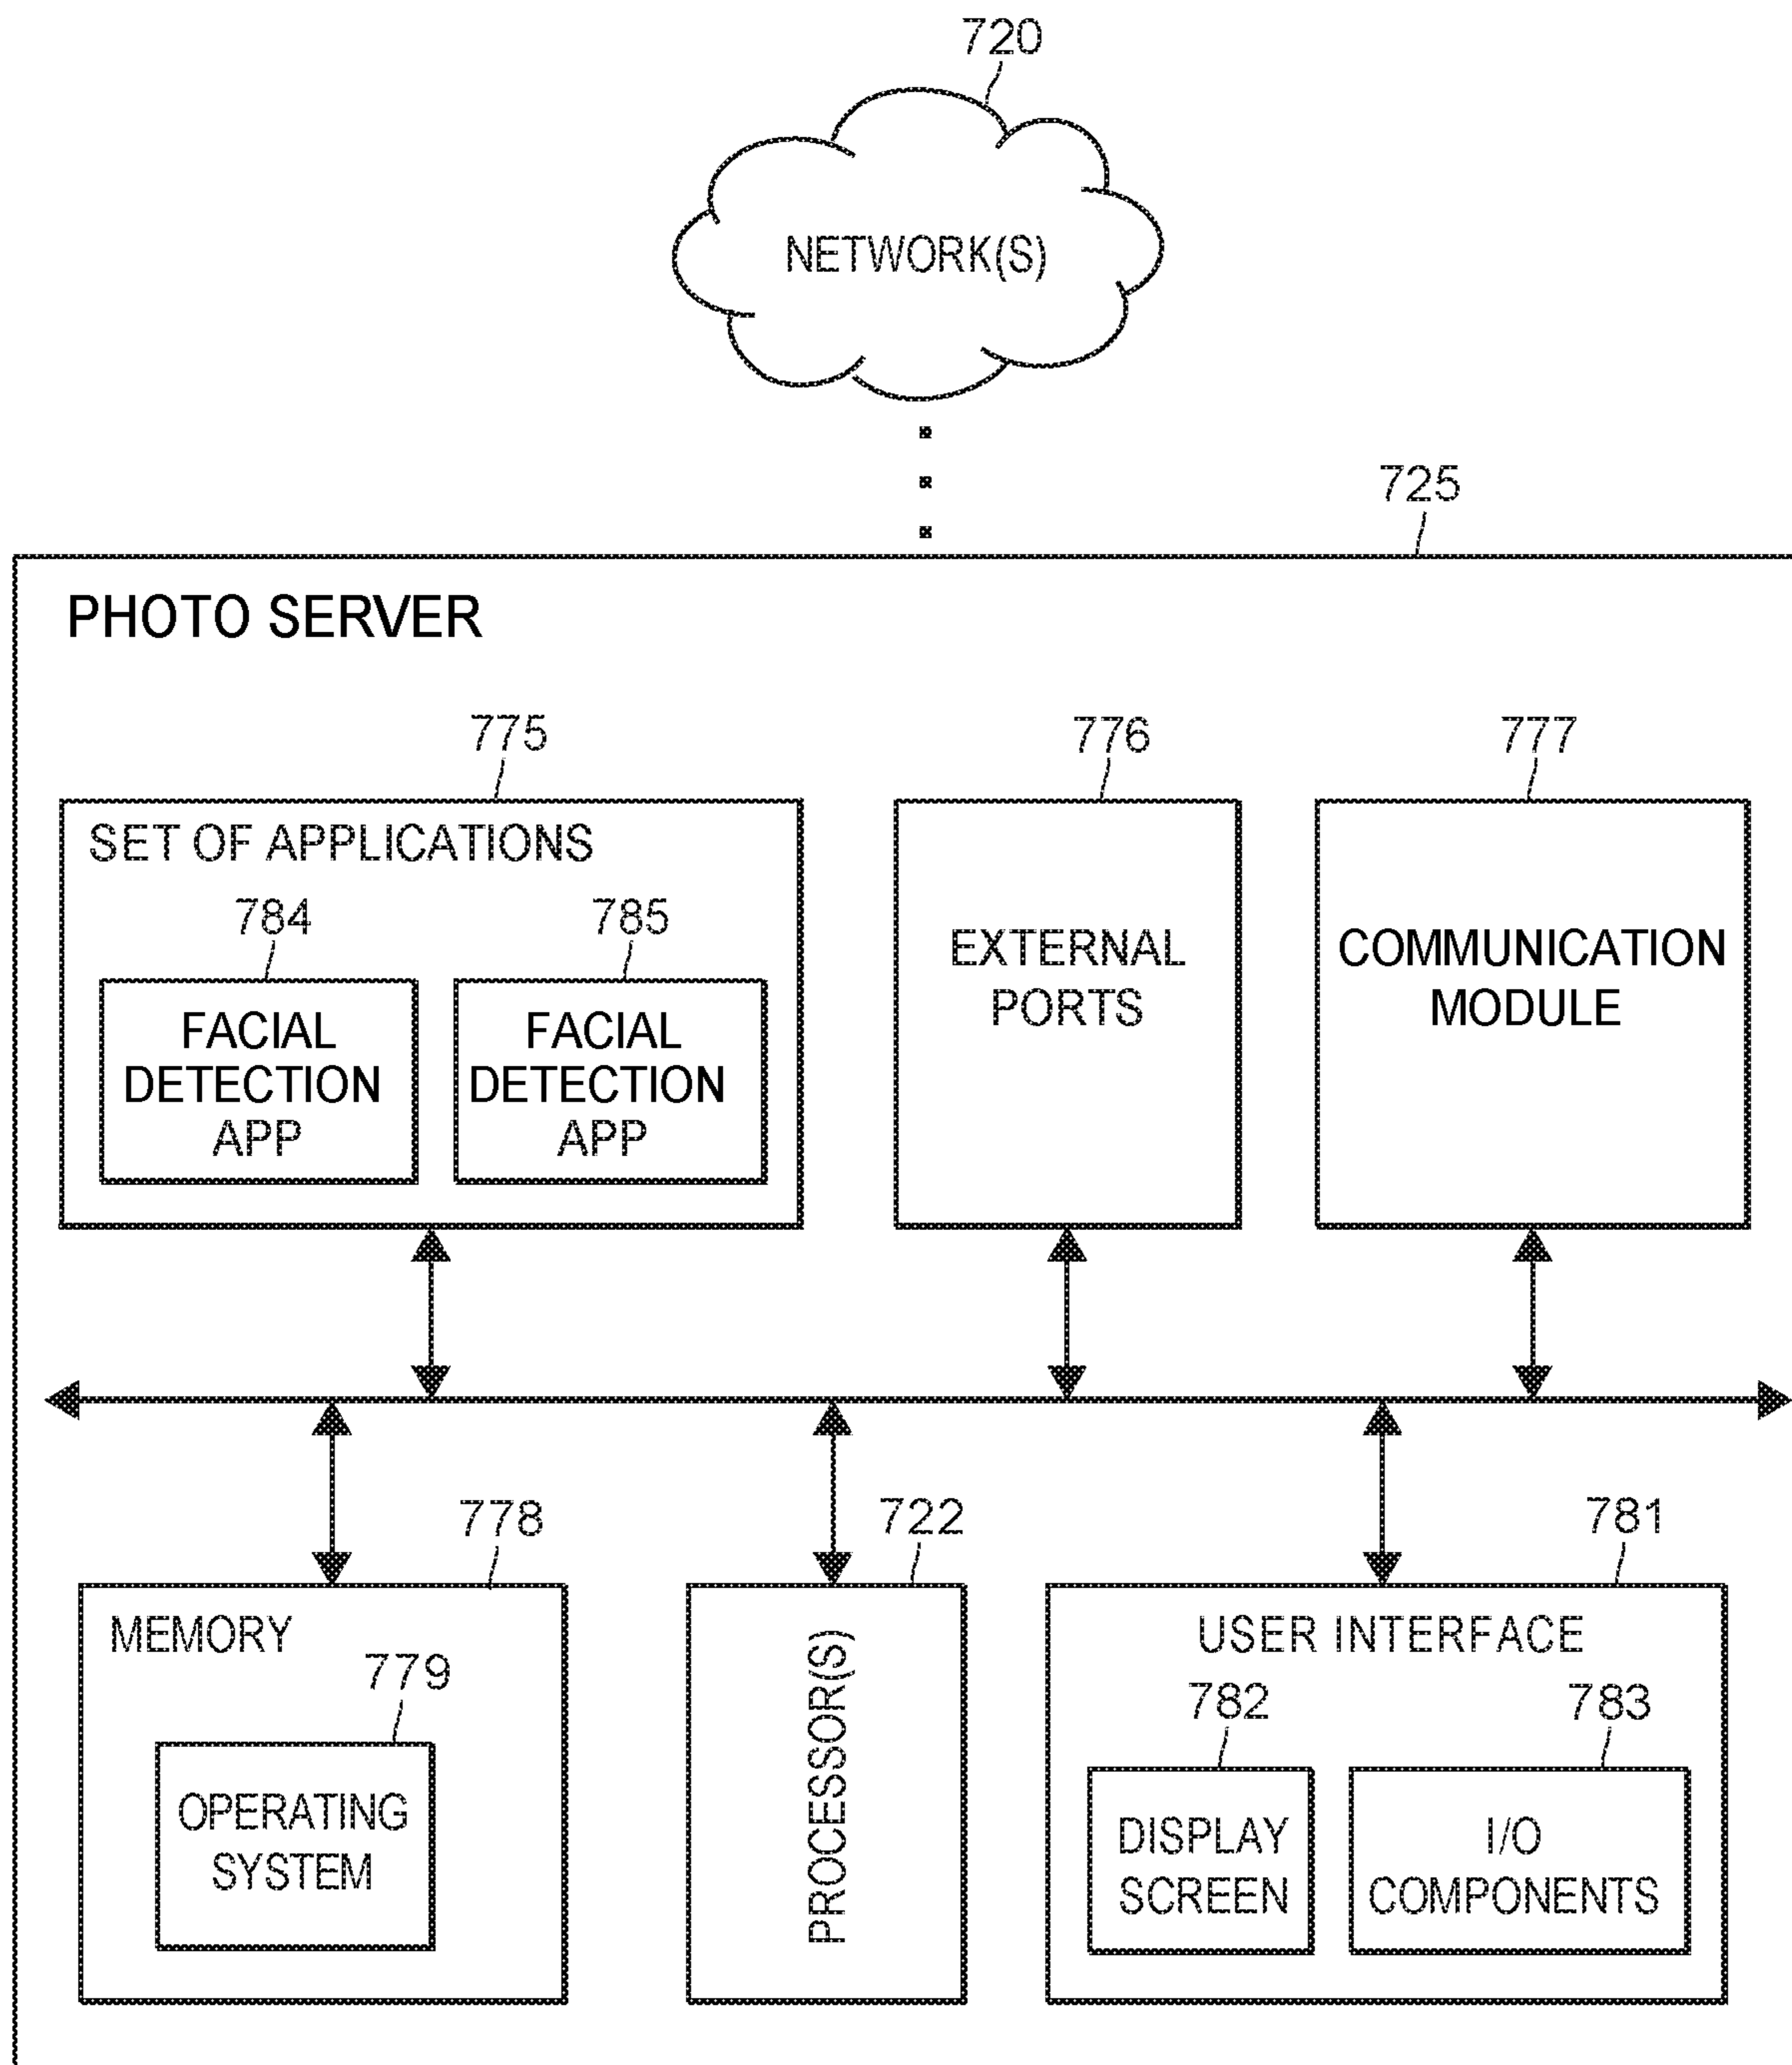 720
NETWORK(S)
725
PHOTO SERVER
775
776
777
SET OF APPLICATIONS
784
785
FACIAL
DETECTION
APP
FACIAL
DETECTION
APP
EXTERNAL
PORTS
COMMUNICATION
MODULE
778
722
781
MEMORY
779
OPERATING
SYSTEM
PROCESSOR(S)
USER INTERFACE
782
783
DISPLAY
SCREEN
I/O
COMPONENTS